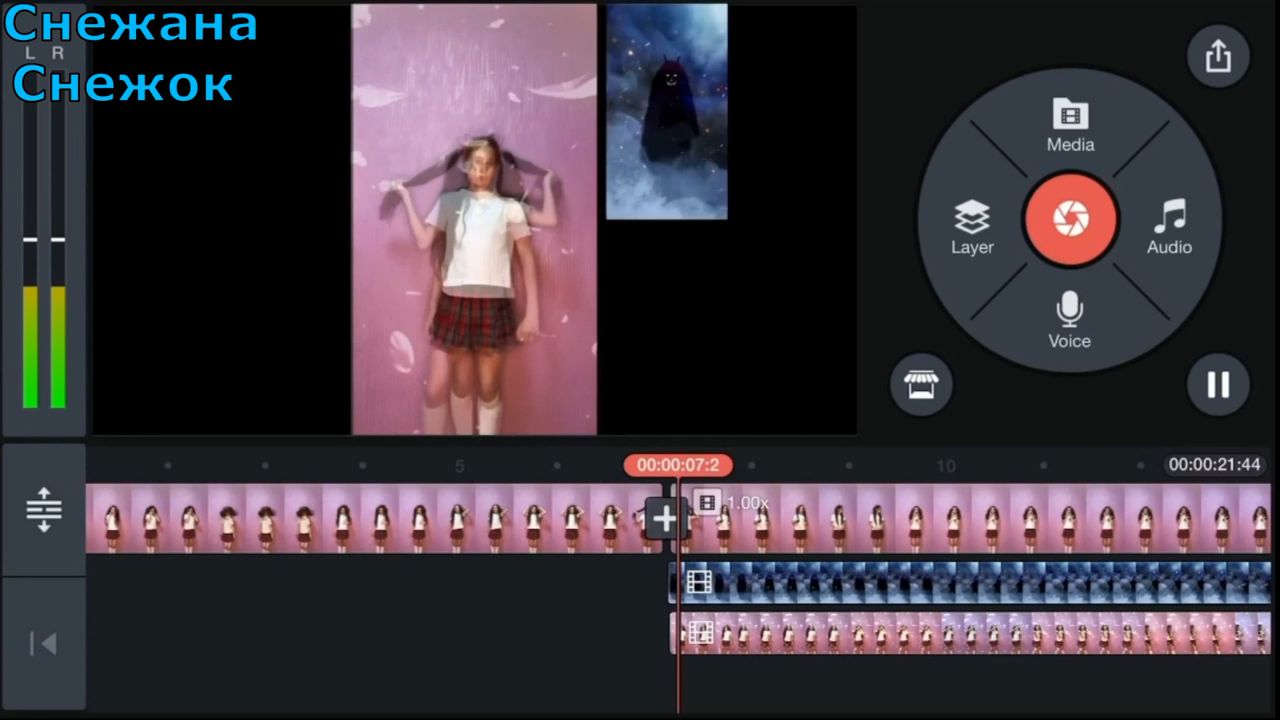 Снежана
L R
Снежок
Media
Layer
Audio
Voice
5
00:00:07:2
10
00:00:21:44
1.00x